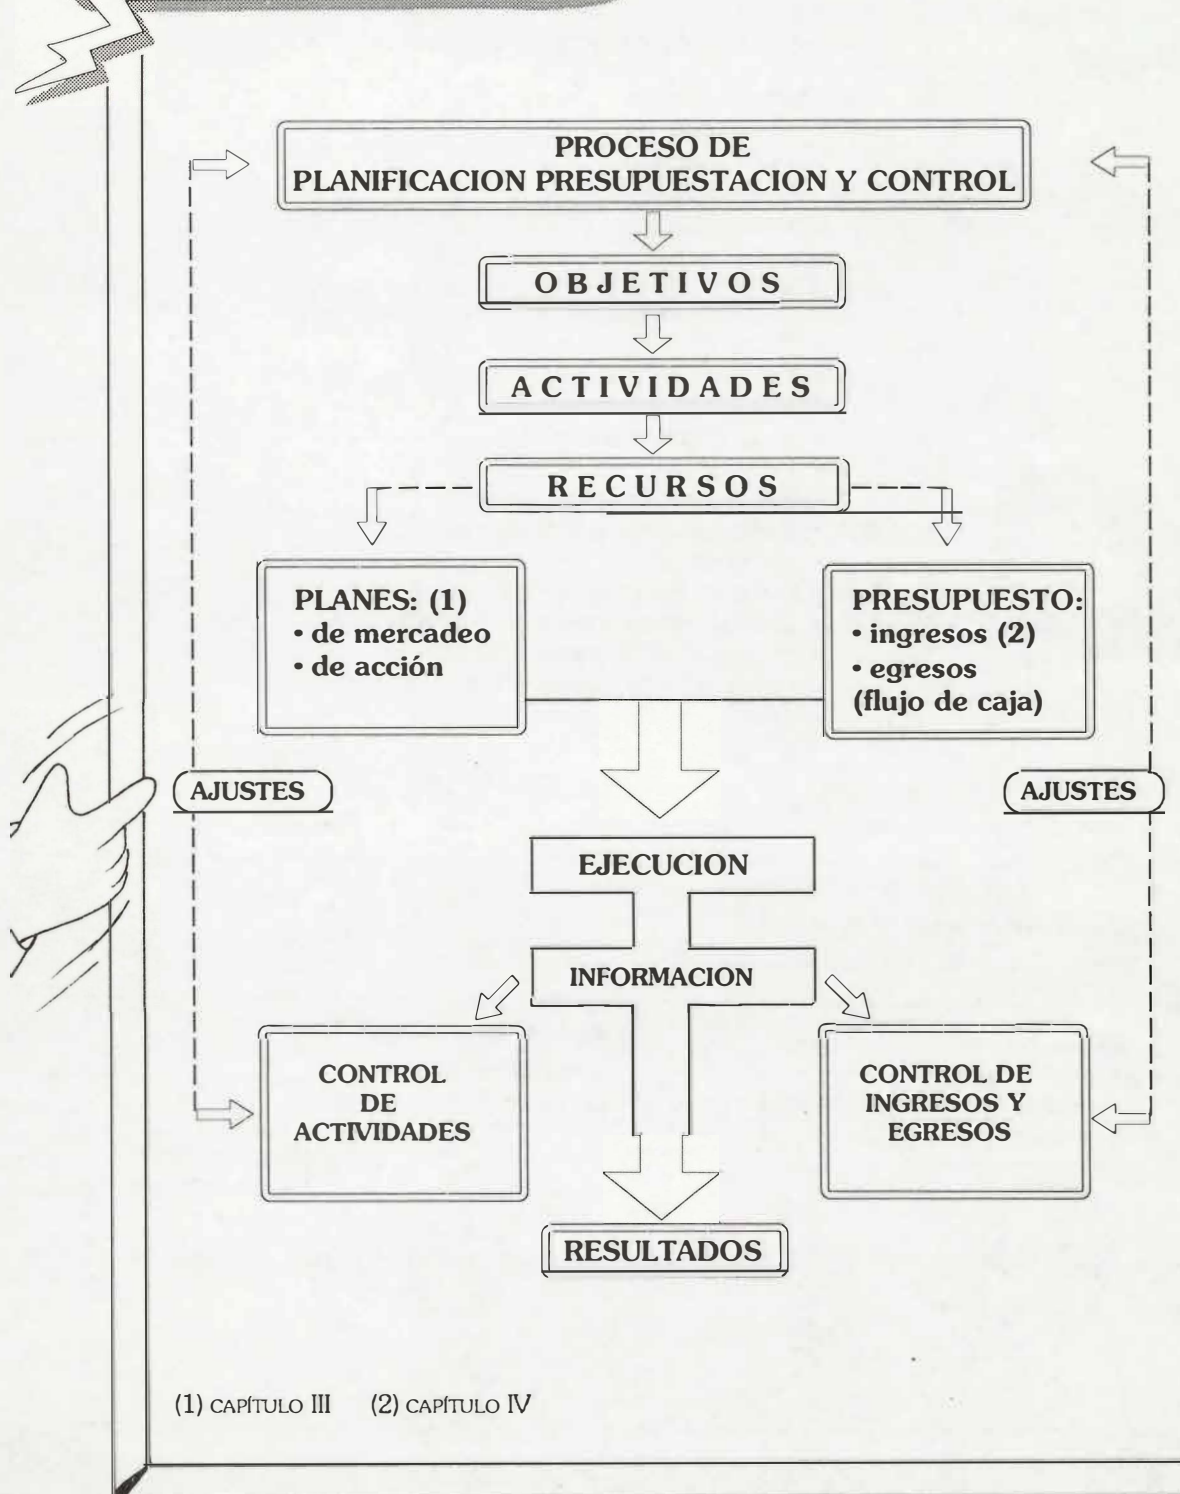 PROCESO DE
PLANIFICACION PRESUPUESTACION Y CONTROL
OBJETIVOS
ACTIVIDADES
RECURSOS
PLANES: (1)
• de mercadeo
• de acción
PRESUPUESTO:
• ingresos (2)
• egresos
(flujo de caja)
AJUSTES
AJUSTES
EJECUCION
INFORMACION
CONTROL
DE
ACTIVIDADES
CONTROL DE
INGRESOS Y
EGRESOS
RESULTADOS
(1) CAPÍTULO III (2) CAPÍTULO IV